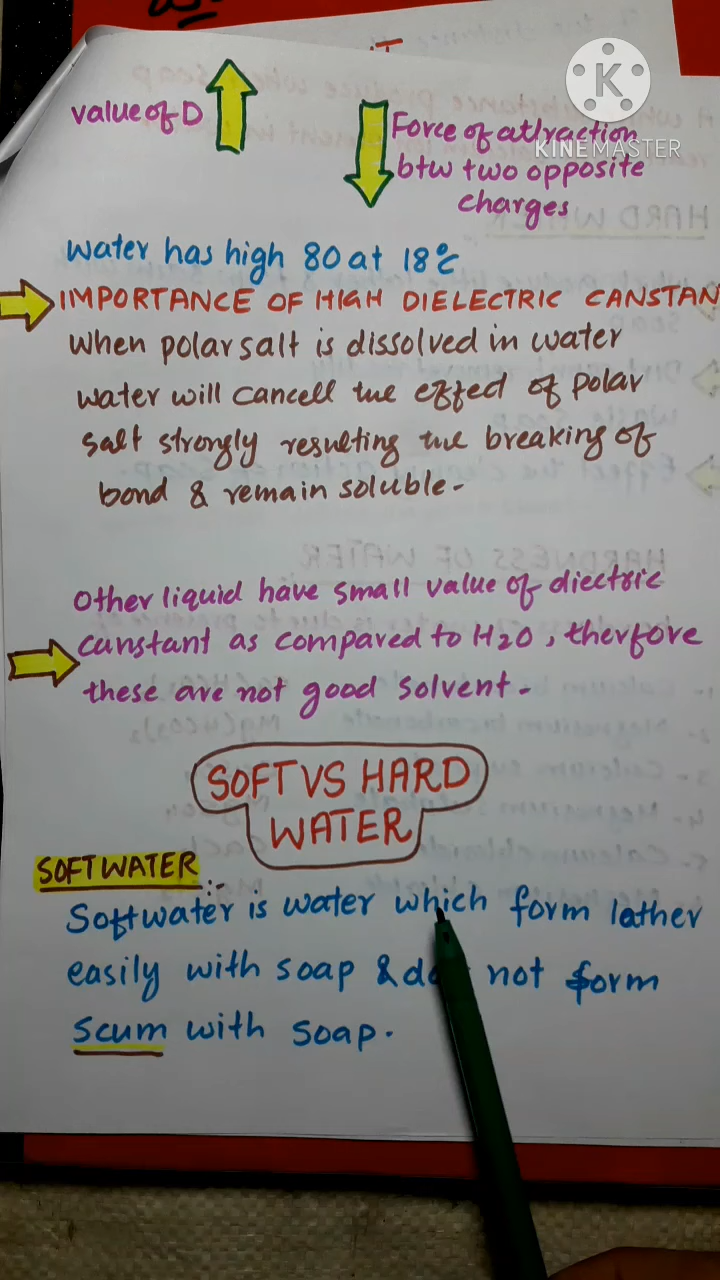 K
KINEMASTER
value of D
Force of attraction
btw two opposite
charges
Water has high 80 at 18°c
IMPORTANCE OF HIGH DIELECTRIC CANSTAN
When polar salt is dissolved in water
water will cancell the effect of polar
salt strongly resulting the breaking of
bond & remain soluble-
Other liquid have small value of diectric
canstant as compared to H2O, therfore
these are not good solvent.
SOFT VS HARD
WATER
SOFT WATER :-
Softwater is water which form lather
easily with soap & not form
scum with soap.